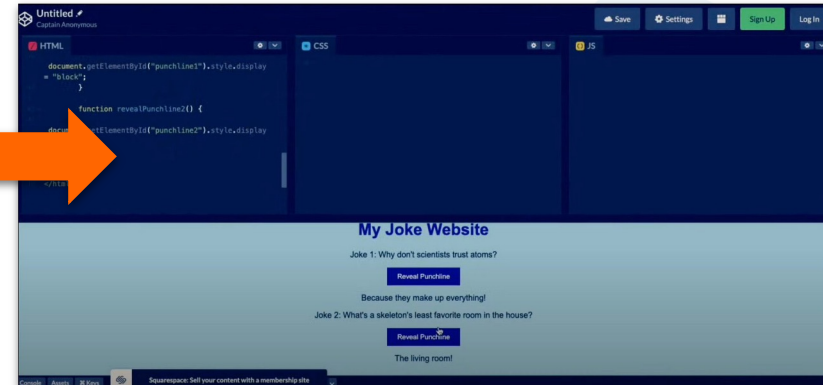 Untitled
Captain Anonymous
Save
Settings
Sign Up
Log In
HTML
CSS
JS
document.getElementById("punchline1").style.display
= "block";
}
function revealPunchline2() {
getElementById("punchline2").style.display
My Joke Website
Joke 1: Why don't scientists trust atoms?
Reveal Punchline
Because they make up everything!
Joke 2: What's a skeleton's least favorite room in the house?
Reveal Punchline
The living room!
Console Assets ⌘ Keys
Squarespace: Sell your content with a membership site